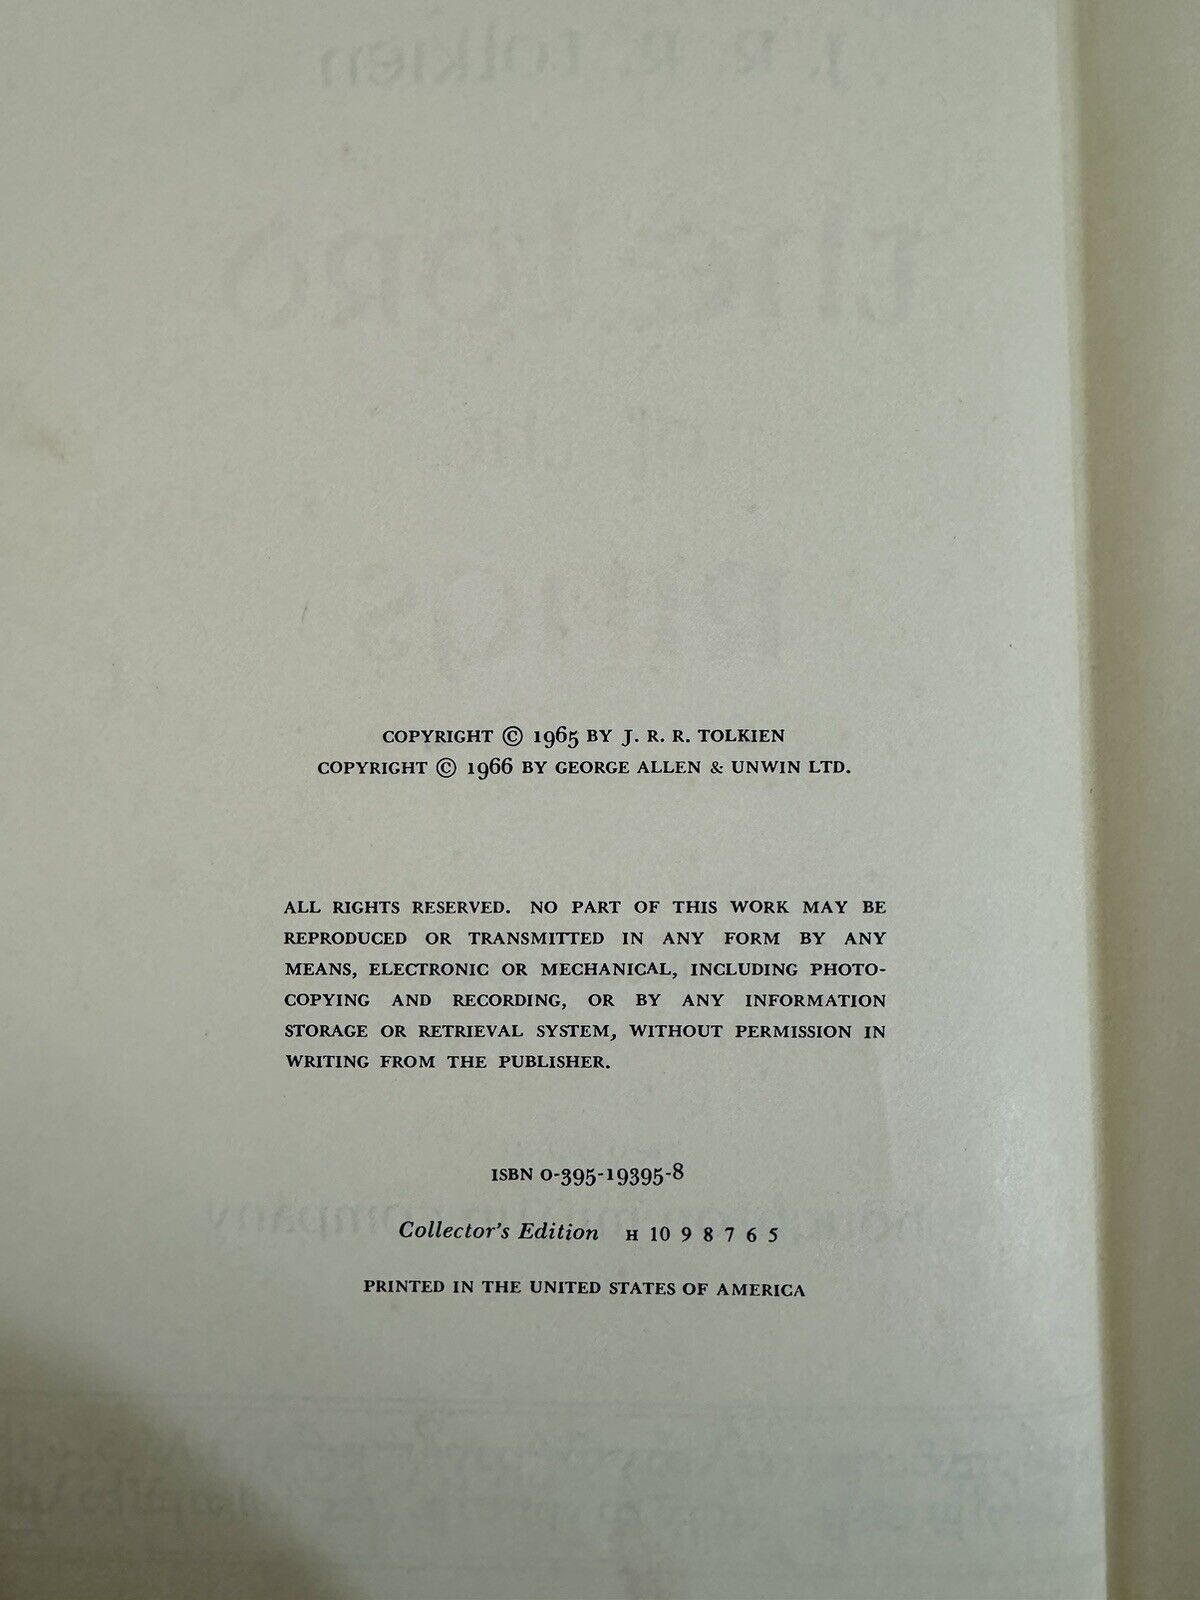 COPYRIGHT © 1965 BY J. R. R. TOLKIEN
COPYRIGHT © 1966 BY GEORGE ALLEN & UNWIN LTD.
ALL RIGHTS RESERVED. NO PART OF THIS WORK MAY BE
REPRODUCED OR TRANSMITTED IN ANY FORM BY ANY
MEANS, ELECTRONIC OR MECHANICAL, INCLUDING PHOTO-
COPYING AND RECORDING, OR BY ANY INFORMATION
STORAGE OR RETRIEVAL SYSTEM, WITHOUT PERMISSION IN
WRITING FROM THE PUBLISHER.
ISBN 0-395-19395-8
Collector's Edition H 10 9 8 7 6 5
PRINTED IN THE UNITED STATES OF AMERICA